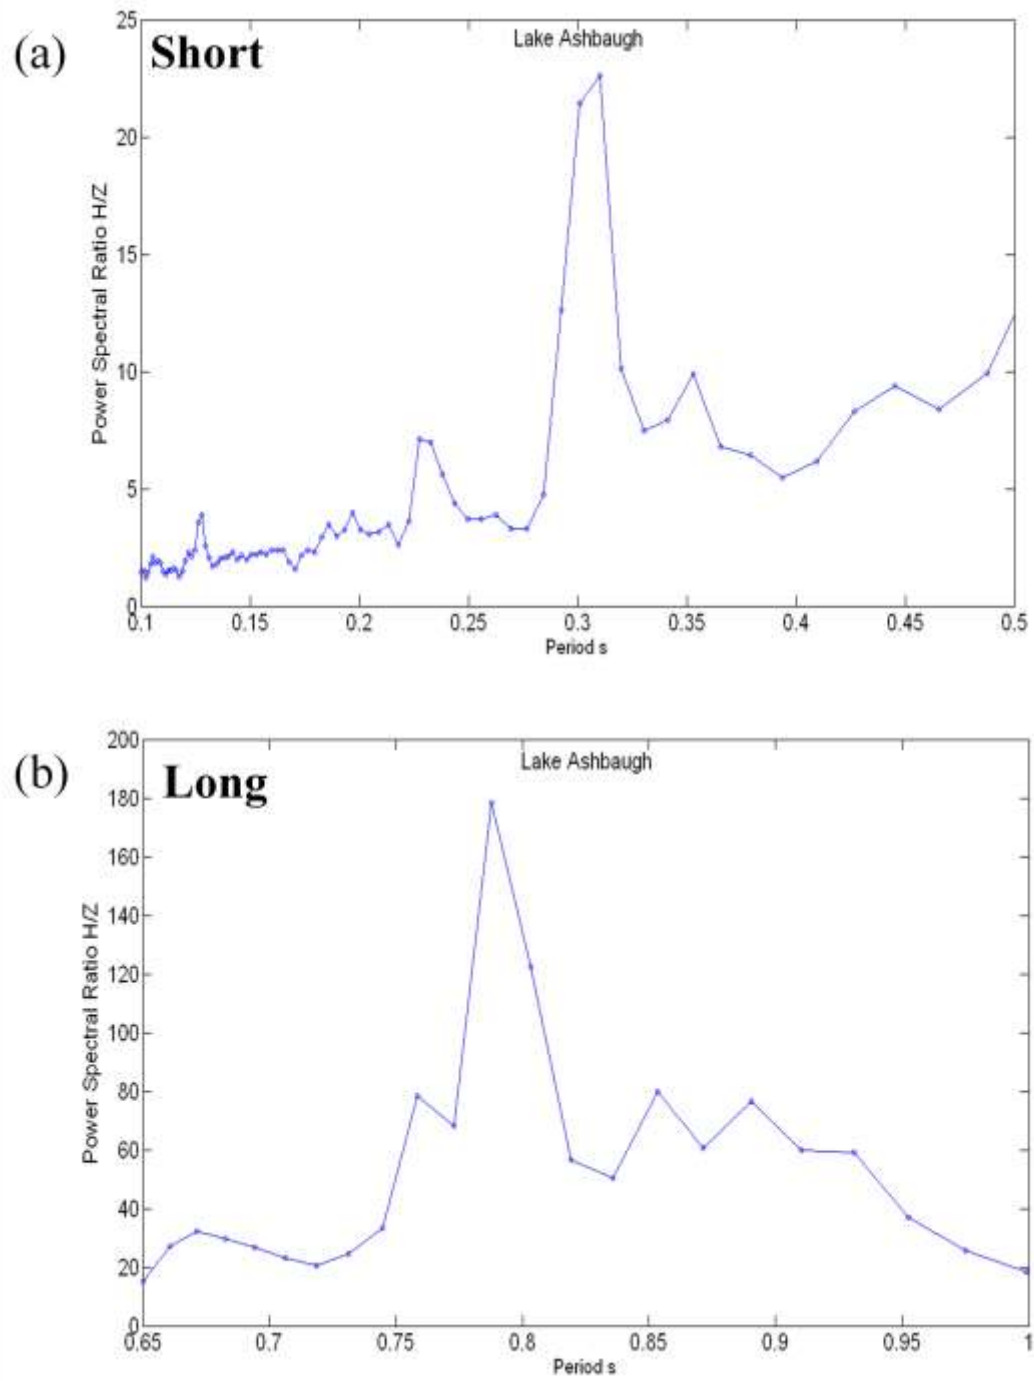 (a)
Short
Lake Ashbaugh
25
20
15
10
5
0
Power Spectral Ratio H/Z
0.1 0.15 0.2 0.25 0.3 0.35 0.4 0.45 0.5
Period s
(b)
Long
Lake Ashbaugh
200
180
160
140
120
100
80
60
40
20
0
Power Spectral Ratio H/Z
0.65 0.7 0.75 0.8 0.85 0.9 0.95 1
Period s